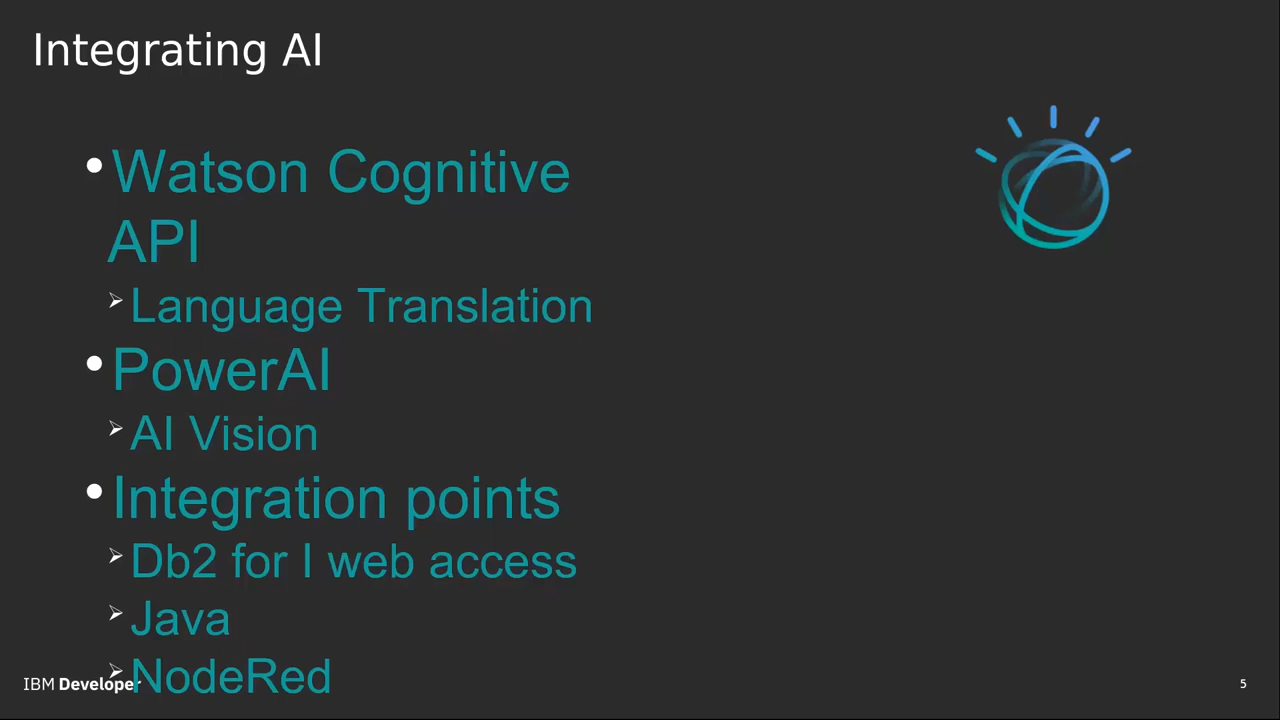 Integrating AI
• Watson Cognitive
API
➢ Language Translation
• PowerAI
➢ AI Vision
• Integration points
➢ Db2 for I web access
➢ Java
➢ NodeRed
IBM Developer
5